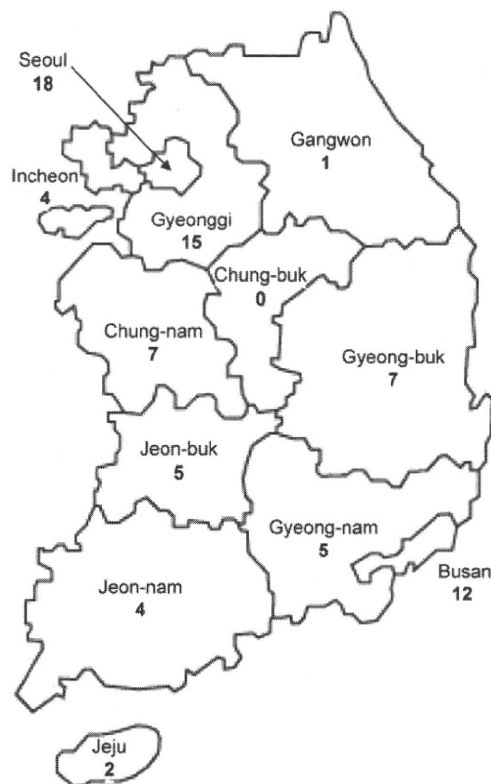 Seoul
18
Gangwon
1
Incheon
4
Gyeonggi
15
Chung-buk
0
Chung-nam
7
Gyeong-buk
7
Jeon-buk
5
Gyeong-nam
5
Busan
12
Jeon-nam
4
Jeju
2